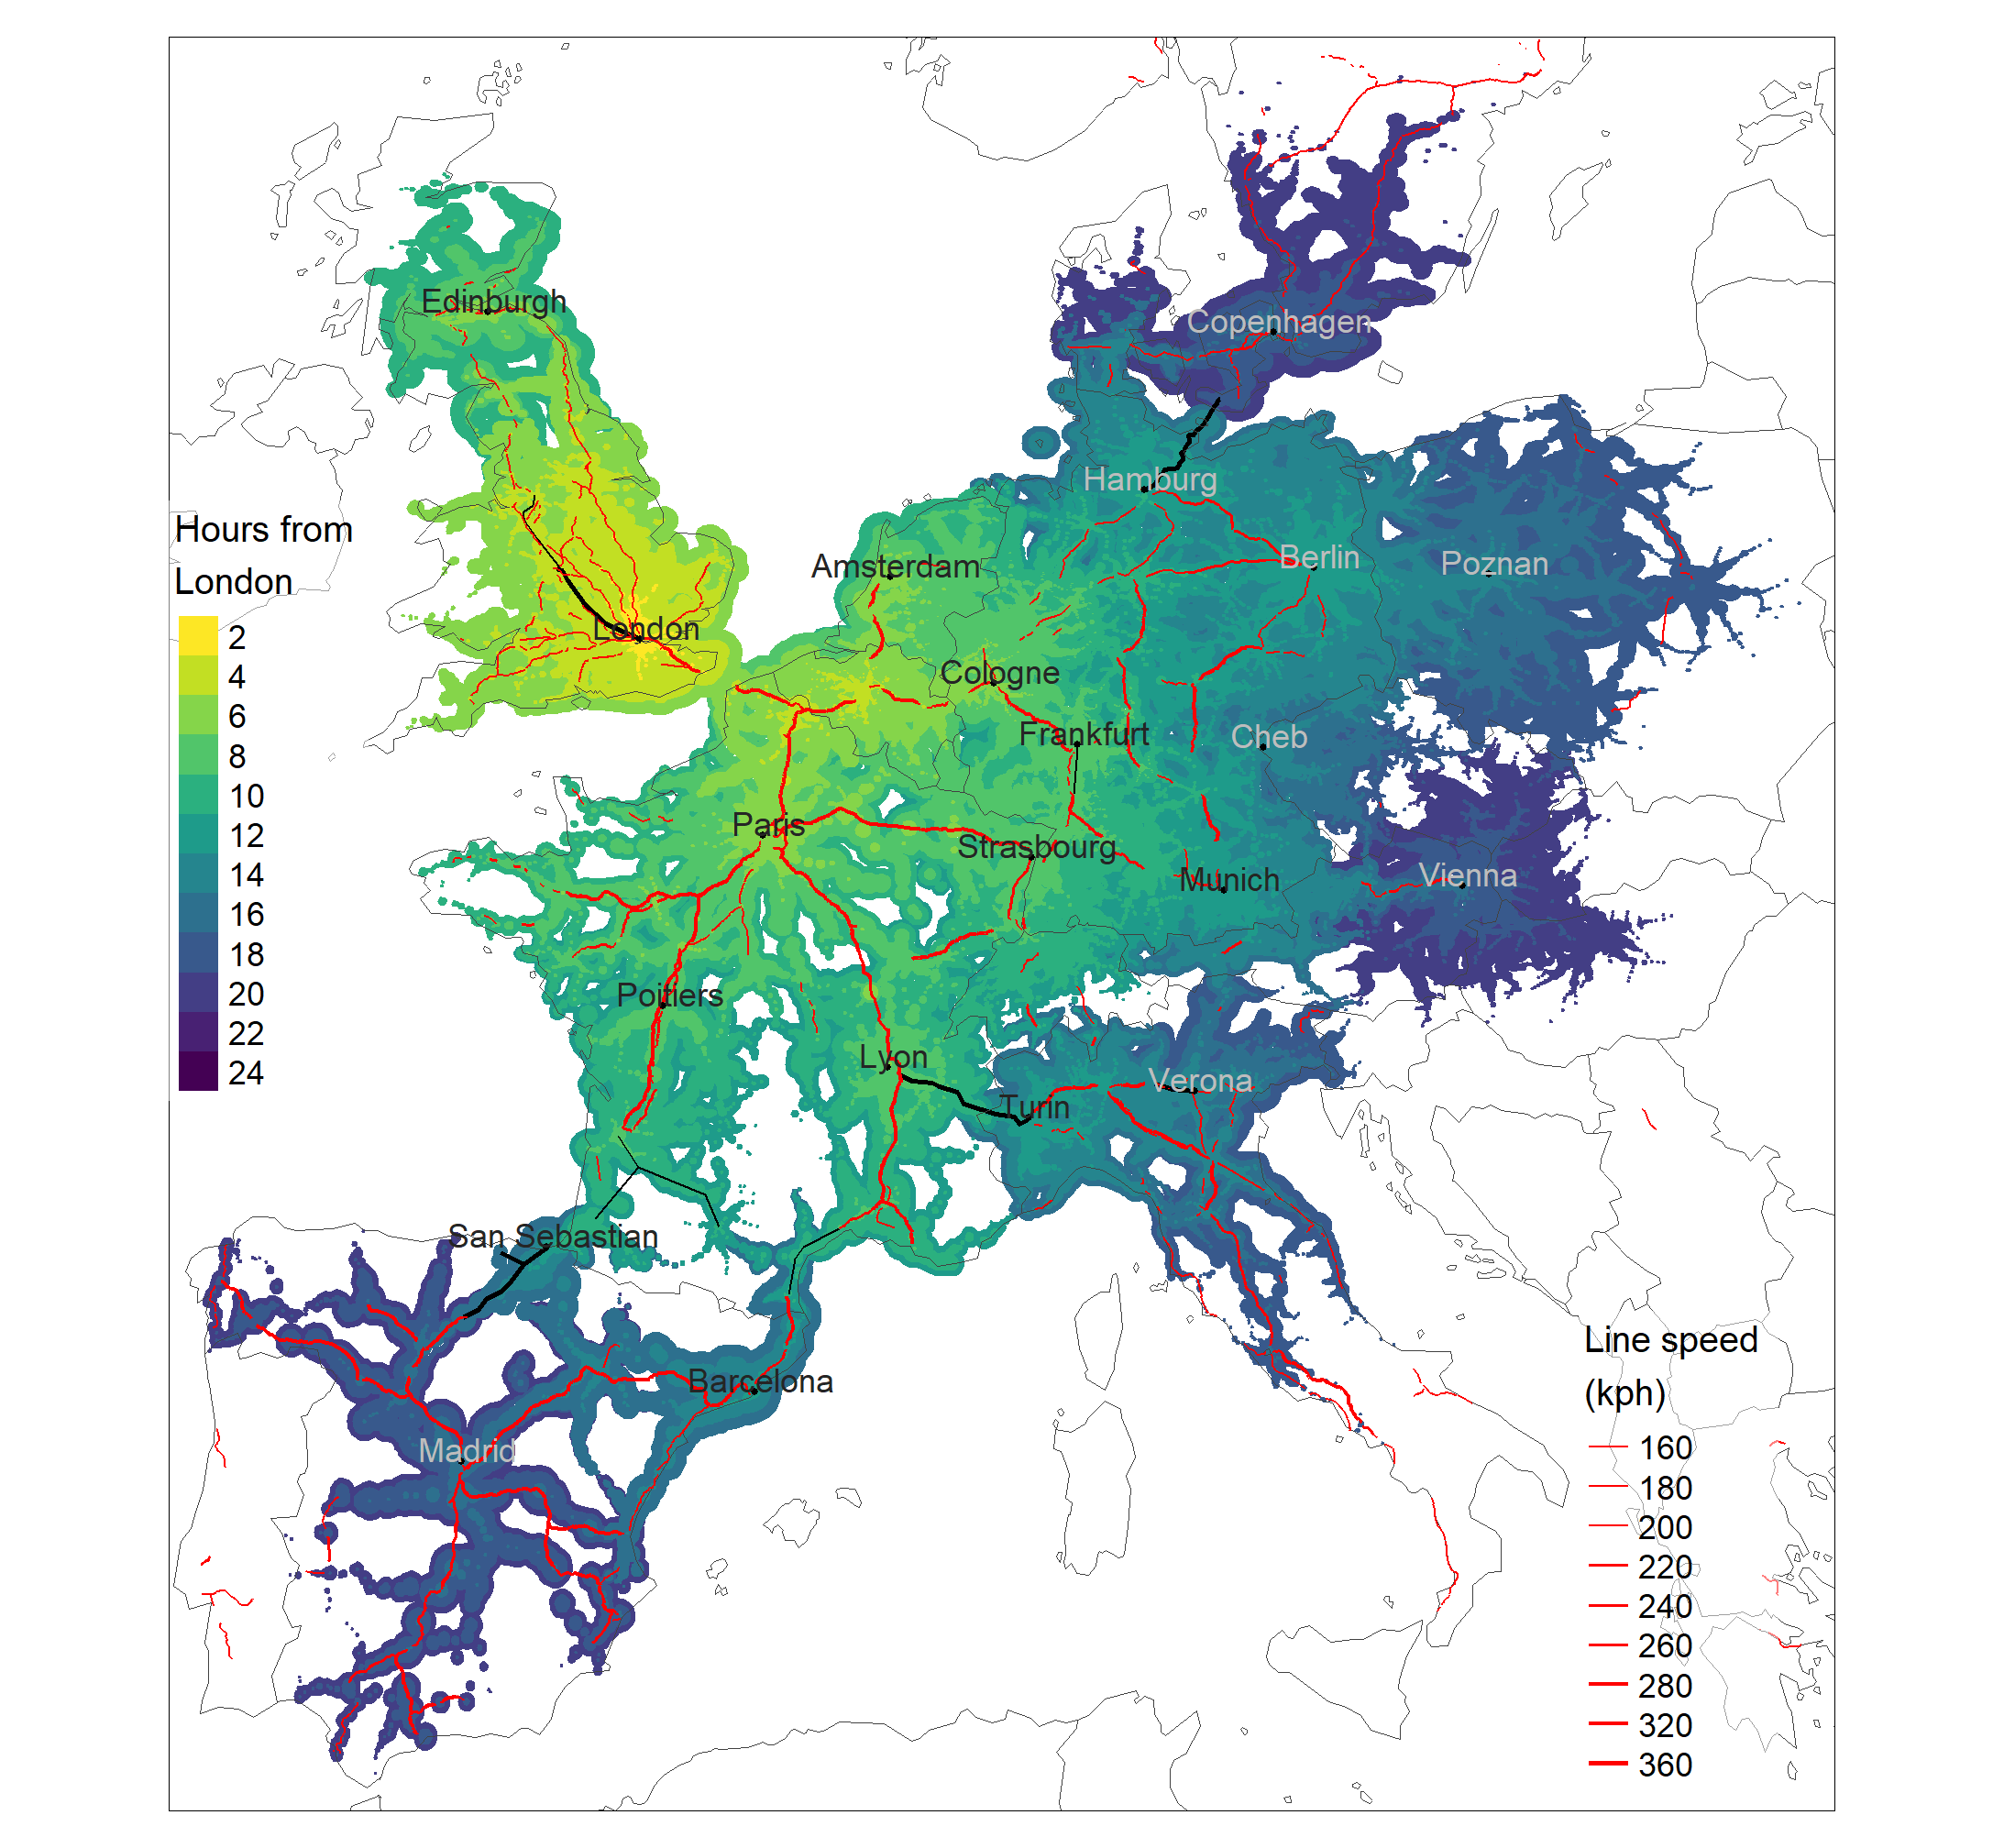 Edinburgh
Copenhagen
Hamburg
Hours from
London
Amsterdam
Berlin
Poznan
London
Cologne
Frankfurt
Cheb
2
4
6
8
10
12
14
16
18
20
22
24
Paris
Strasbourg
Munich
Vienna
Poitiers
Lyon
Turin
Verona
San Sebastian
Barcelona
Madrid
Line speed
(kph)
160
180
200
220
240
260
280
320
360